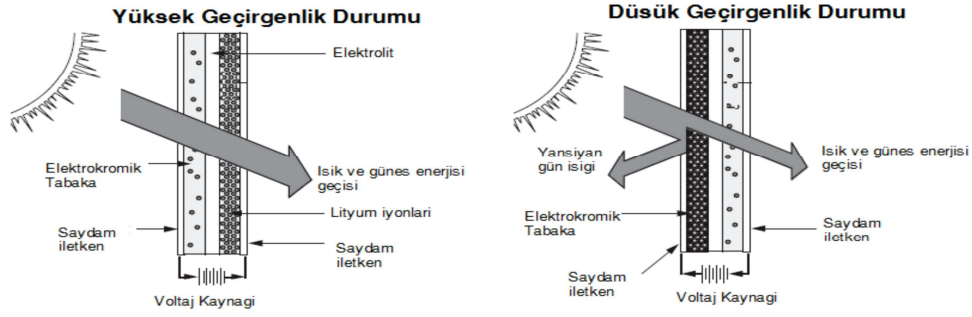 Yüksek Geçirgenlik Durumu
Elektrolit
Elektrokromik
Tabaka
Isik ve günes enerjisi
geçisi
Lityum iyonlari
Saydam
iletken
Saydam
iletken
Voltaj Kaynagi
Düsük Geçirgenlik Durumu
Yansiyan
gün isigi
Isik ve günes enerjisi
geçisi
Elektrokromik
Tabaka
Saydam
iletken
Saydam
iletken
Voltaj Kaynagi